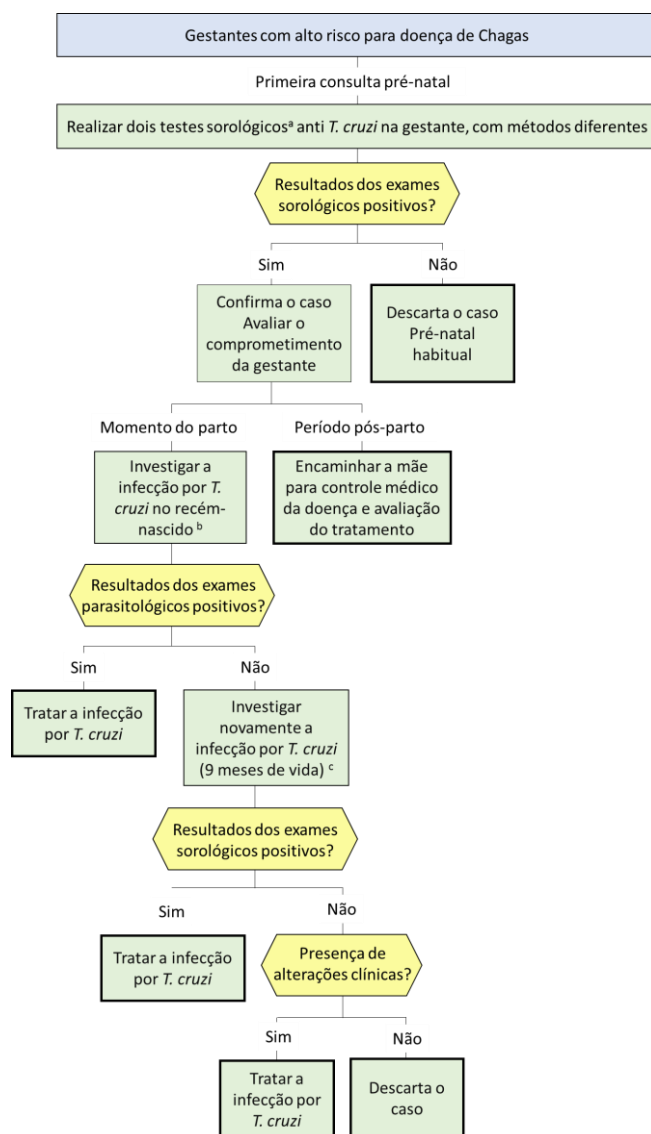 Gestantes com alto risco para doença de Chagas
Primeira consulta pré-natal
Realizar dois testes sorológicosᵃ anti T. cruzi na gestante, com métodos diferentes
Resultados dos exames
sorológicos positivos?
Sim
Não
Confirma o caso
Avaliar o
comprometimento
da gestante
Descarta o caso
Pré-natal
habitual
Momento do parto
Período pós-parto
Investigar a
infecção por T.
cruzi no recém-
nascido ᵇ
Encaminhar a mãe
para controle médico
da doença e avaliação
do tratamento
Resultados dos exames
parasitológicos positivos?
Sim
Não
Tratar a infecção
por T. cruzi
Investigar
novamente a
infecção por T. cruzi
(9 meses de vida) ᶜ
Resultados dos exames
sorológicos positivos?
Sim
Não
Tratar a infecção
por T. cruzi
Presença de
alterações clínicas?
Sim
Não
Tratar a
infecção por
T. cruzi
Descarta o
caso